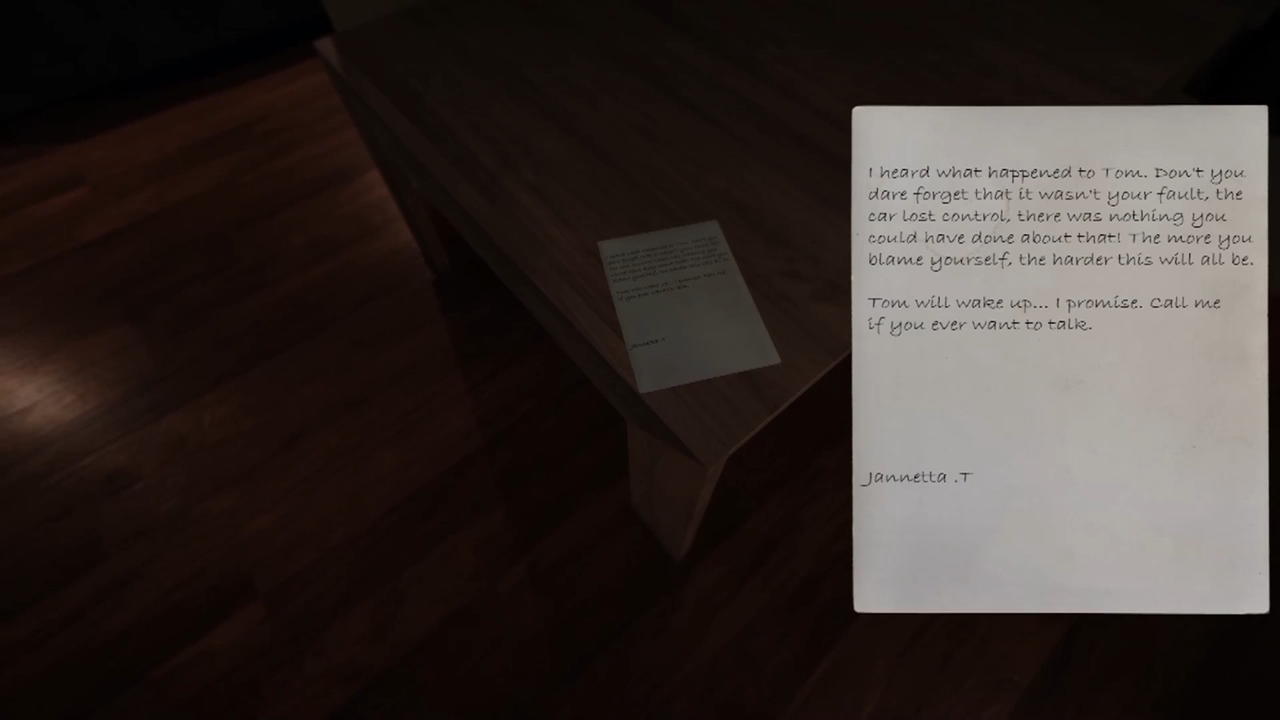 I heard what happened to Tom. Don't you
dare forget that it wasn't your fault, the
car lost control, there was nothing you
could have done about that! The more you
blame yourself, the harder this will all be.
Tom will wake up... I promise. Call me
if you ever want to talk.
Jannetta .T